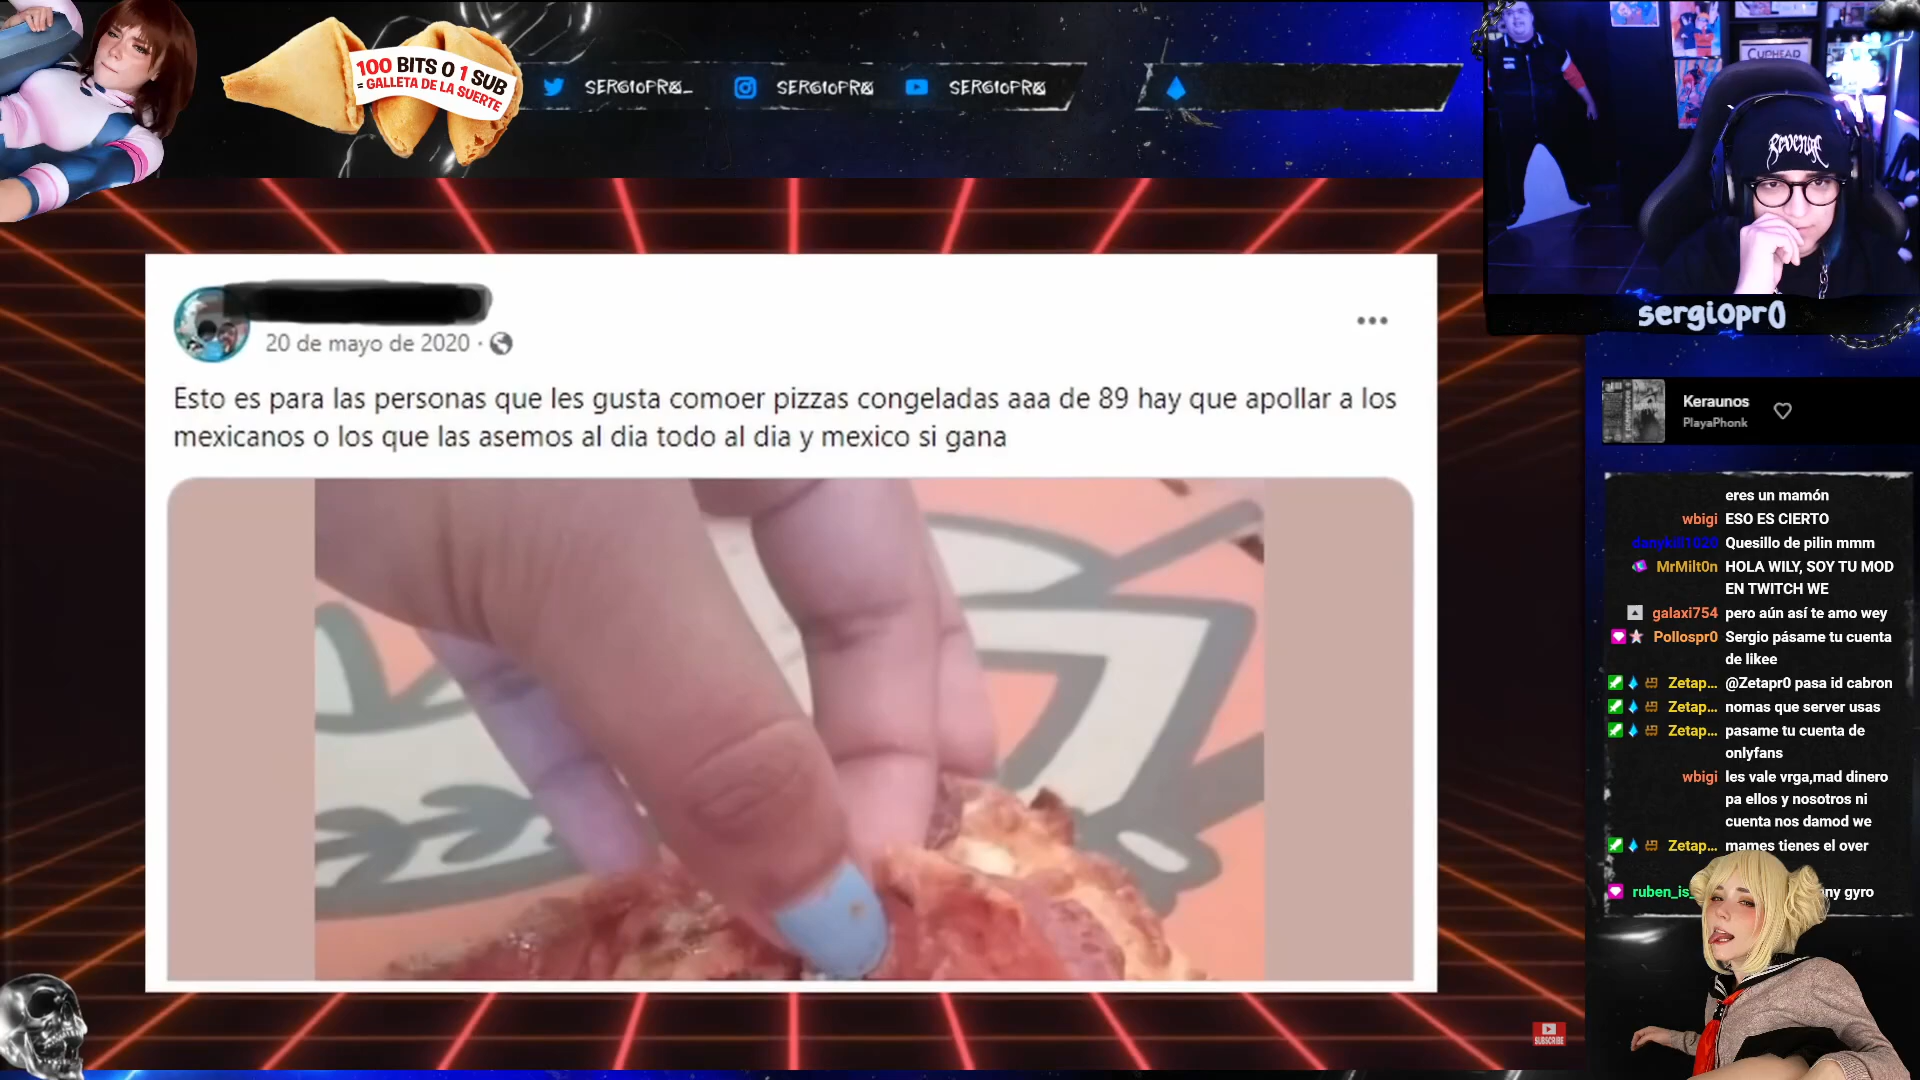 100 BITS O 1 SUB
= GALLETA DE LA SUERTE
SERGIOPR0_
SERGIOPR0
SERGIOPR0
CUPHEAD
REVENGE
sergiopr0
20 de mayo de 2020 ·
Esto es para las personas que les gusta comoer pizzas congeladas aaa de 89 hay que apollar a los
mexicanos o los que las asemos al dia todo al dia y mexico si gana
Keraunos
PlayaPhonk
eres un mamón
wbigi ESO ES CIERTO
danykill1020 Quesillo de pilin mmm
MrMilt0n HOLA WILY, SOY TU MOD
EN TWITCH WE
galaxi754 pero aún así te amo wey
Pollospr0 Sergio pásame tu cuenta
de likee
Zetap... @Zetapr0 pasa id cabron
Zetap... nomas que server usas
Zetap... pasame tu cuenta de
onlyfans
wbigi les vale vrga,mad dinero
pa ellos y nosotros ni
cuenta nos damod we
Zetap... mames tienes el over
ruben_is gyro
SUBSCRIBE